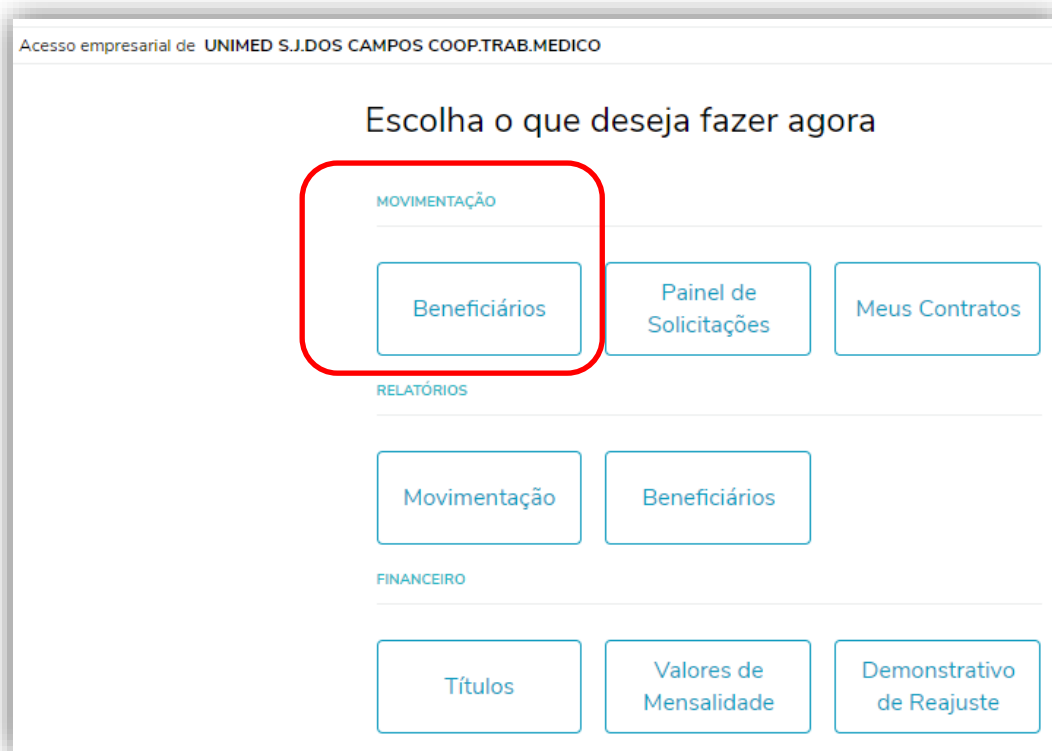 Acesso empresarial de UNIMED S.J.DOS CAMPOS COOP.TRAB.MEDICO
Escolha o que deseja fazer agora
MOVIMENTAÇÃO
Beneficiários
Painel de
Solicitações
Meus Contratos
RELATÓRIOS
Movimentação
Beneficiários
FINANCEIRO
Títulos
Valores de
Mensalidade
Demonstrativo
de Reajuste